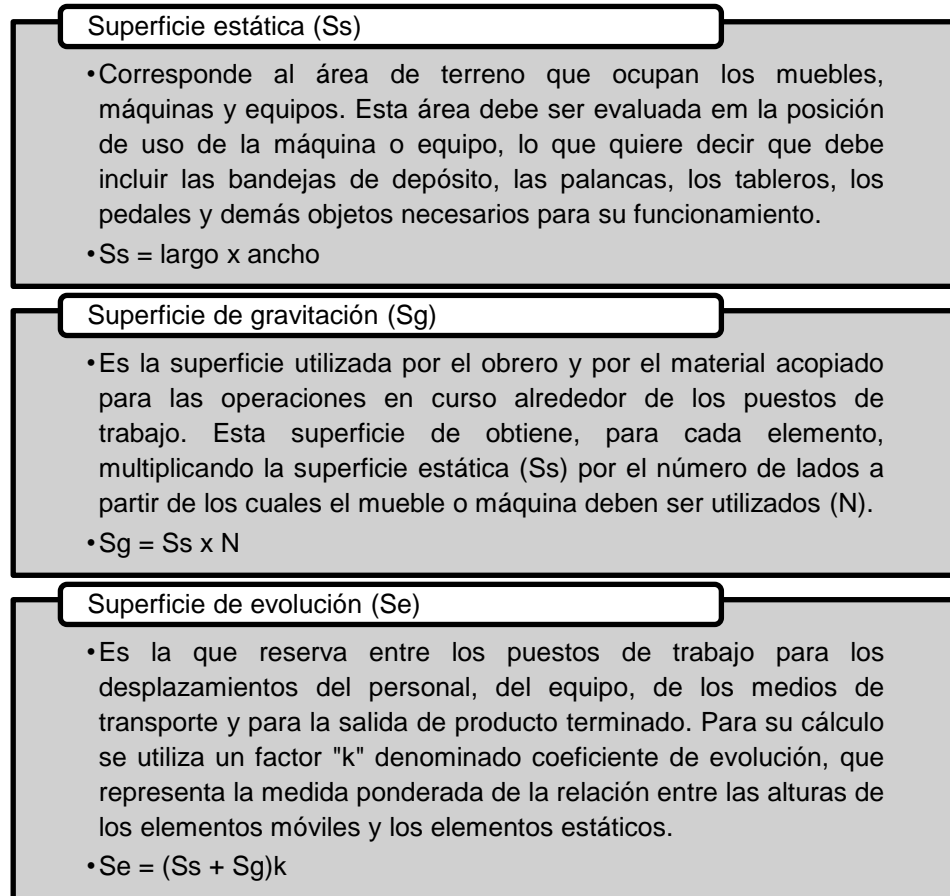 Superficie estática (Ss)
•Corresponde al área de terreno que ocupan los muebles,
máquinas y equipos. Esta área debe ser evaluada em la posición
de uso de la máquina o equipo, lo que quiere decir que debe
incluir las bandejas de depósito, las palancas, los tableros, los
pedales y demás objetos necesarios para su funcionamiento.
•Ss = largo x ancho
Superficie de gravitación (Sg)
•Es la superficie utilizada por el obrero y por el material acopiado
para las operaciones en curso alrededor de los puestos de
trabajo. Esta superficie de obtiene, para cada elemento,
multiplicando la superficie estática (Ss) por el número de lados a
partir de los cuales el mueble o máquina deben ser utilizados (N).
•Sg = Ss x N
Superficie de evolución (Se)
•Es la que reserva entre los puestos de trabajo para los
desplazamientos del personal, del equipo, de los medios de
transporte y para la salida de producto terminado. Para su cálculo
se utiliza un factor "k" denominado coeficiente de evolución, que
representa la medida ponderada de la relación entre las alturas de
los elementos móviles y los elementos estáticos.
•Se = (Ss + Sg)k